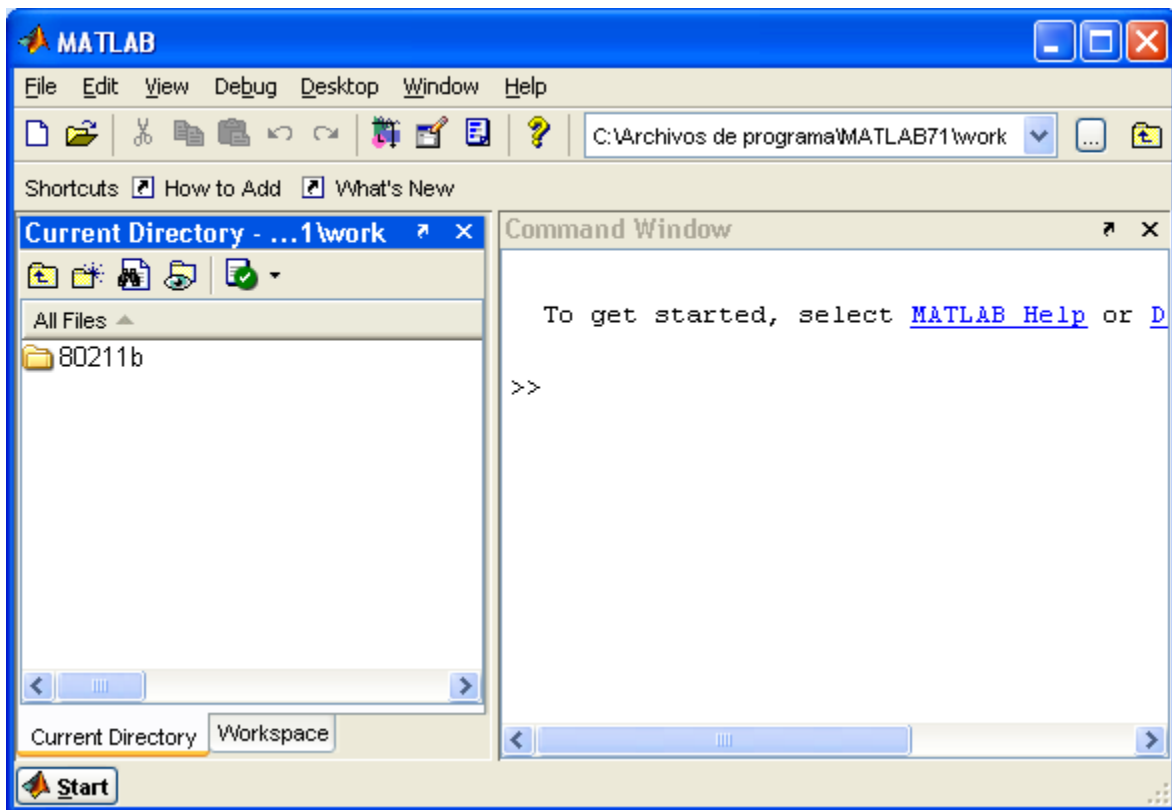 MATLAB
File Edit View Debug Desktop Window Help
C:\Archivos de programa\MATLAB71\work ...
Shortcuts How to Add What's New
Current Directory - ...1\work
All Files
80211b
Current Directory Workspace
Command Window
To get started, select MATLAB Help or D
>>
Start